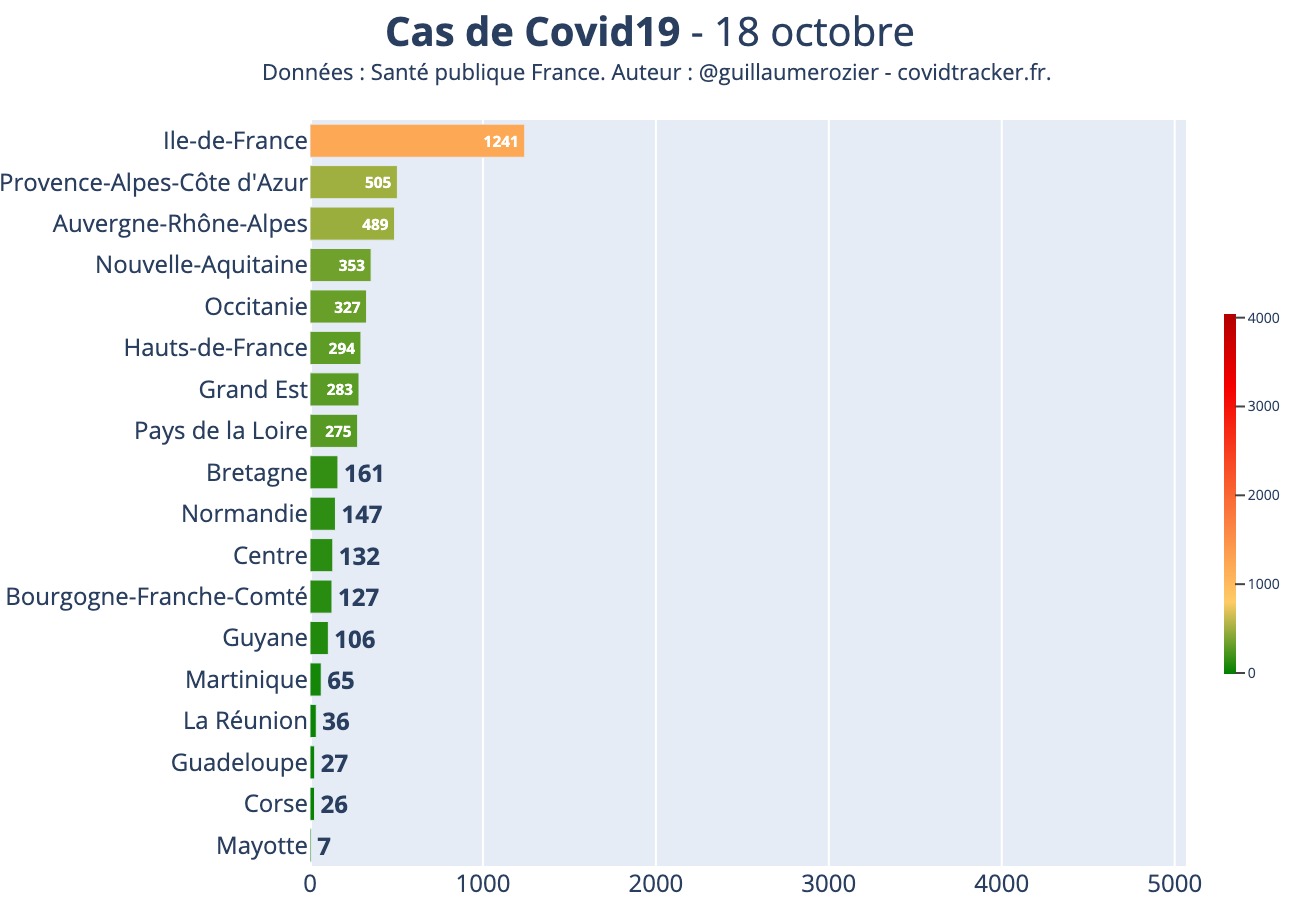 Cas de Covid19 - 18 octobre
Données : Santé publique France. Auteur : @guillaumerozier - covidtracker.fr.
Ile-de-France 1241
Provence-Alpes-Côte d'Azur 505
Auvergne-Rhône-Alpes 489
Nouvelle-Aquitaine 353
Occitanie 327
Hauts-de-France 294
Grand Est 283
Pays de la Loire 275
Bretagne 161
Normandie 147
Centre 132
Bourgogne-Franche-Comté 127
Guyane 106
Martinique 65
La Réunion 36
Guadeloupe 27
Corse 26
Mayotte 7
0 1000 2000 3000 4000 5000
4000
3000
2000
1000
0